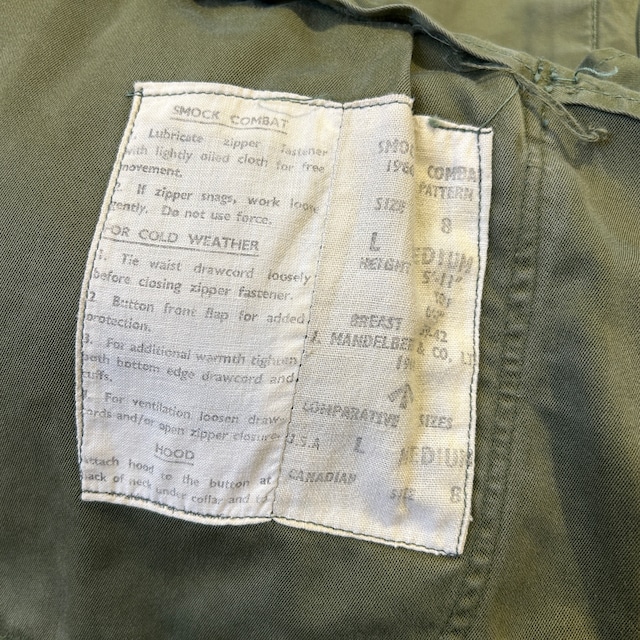 SMOCK COMBAT
Lubricate zipper fastener
with lightly oiled cloth for free
movement.
2. If zipper snags, work loose
gently. Do not use force.
FOR COLD WEATHER
1. Tie waist drawcord loosely
before closing zipper fastener.
2 Button front flap for added
protection.
3. For additional warmth tighten
both bottom edge drawcord and
cuffs.
For ventilation loosen draw
cords and/or open zipper closure
HOOD
Attach hood to the button at
back of neck under collar and
SMOCK COMBAT
PATTERN
SIZE 8
L MEDIUM
HEIGHT 5'-11"
BREAST
J. MANDELBE & CO, LT
COMPARATIVE SIZES
U.S.A L MEDIUM
CANADIAN
SIZE 8